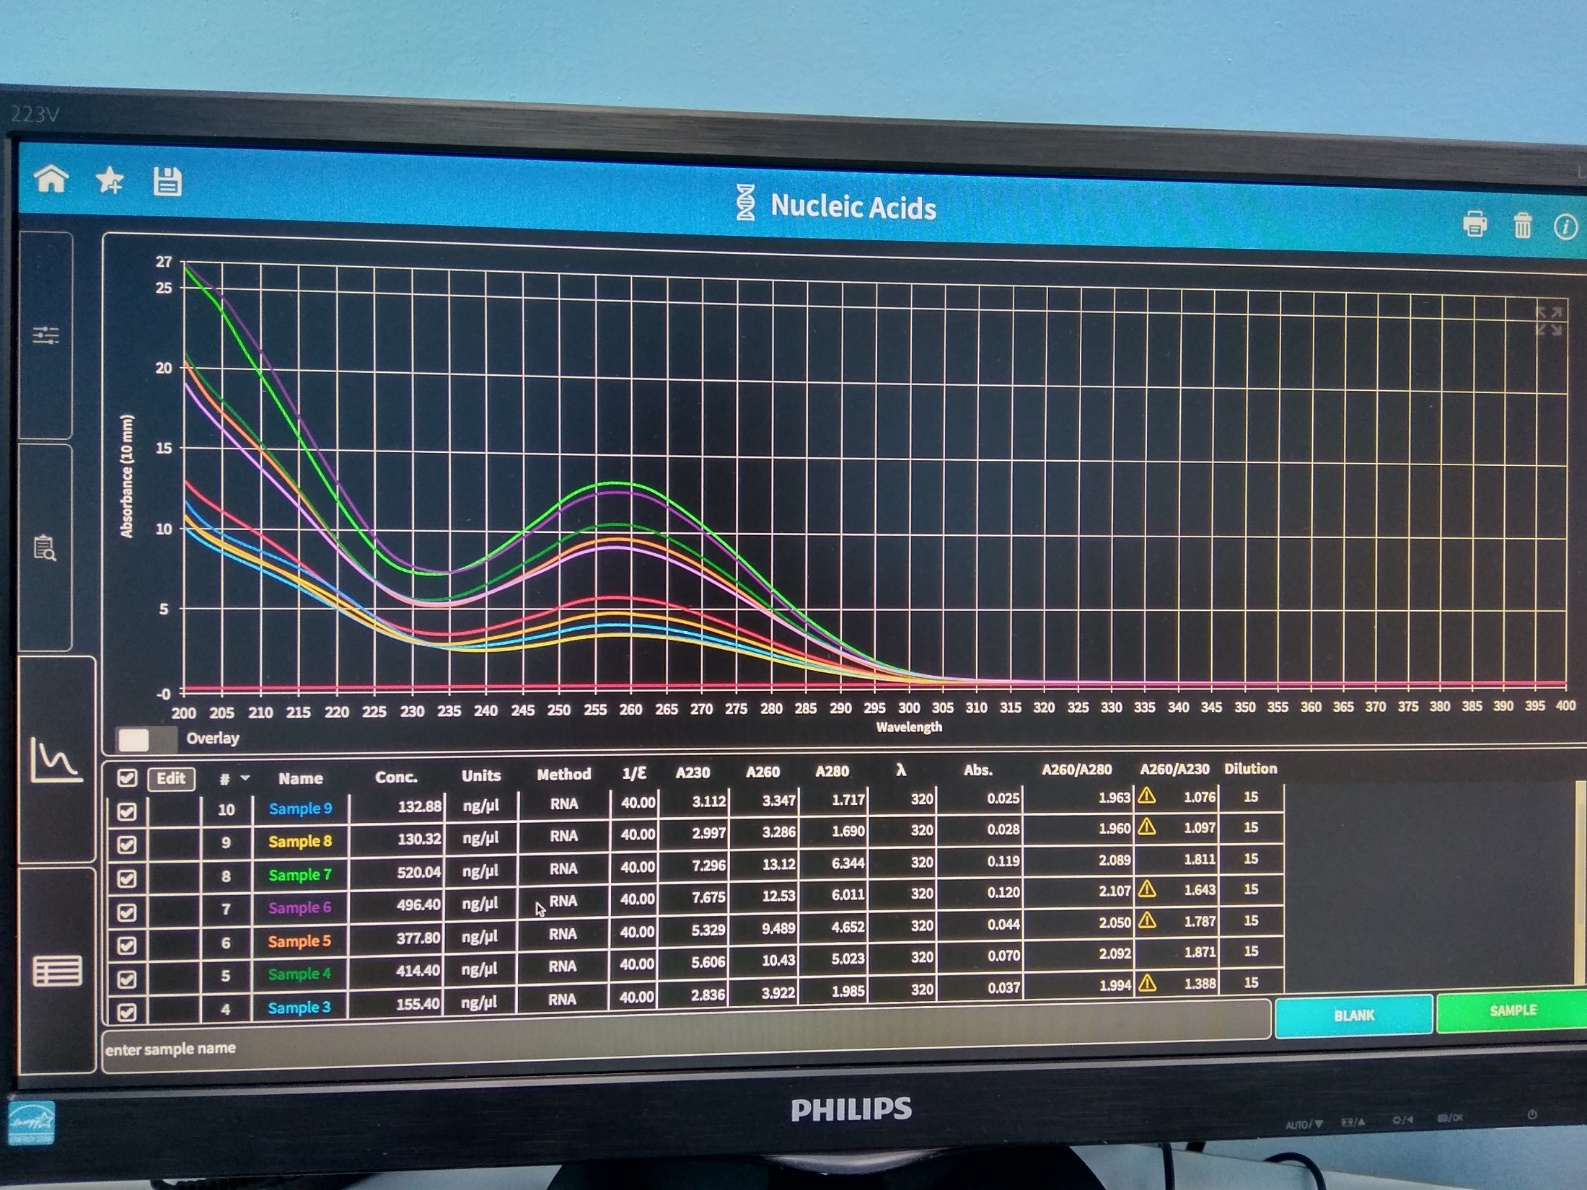 223V
Nucleic Acids
27
25
20
15
10
5
-0
Absorbance (10 mm)
200 205 210 215 220 225 230 235 240 245 250 255 260 265 270 275 280 285 290 295 300 305 310 315 320 325 330 335 340 345 350 355 360 365 370 375 380 385 390 395 400
Wavelength
Overlay
Edit # Name Conc. Units Method 1/E A230 A260 A280 λ Abs. A260/A280 A260/A230 Dilution
10 Sample 9 132.88 ng/µl RNA 40.00 3.112 3.347 1.717 320 0.025 1.963 1.076 15
9 Sample 8 130.32 ng/µl RNA 40.00 2.997 3.286 1.690 320 0.028 1.960 1.097 15
8 Sample 7 520.04 ng/µl RNA 40.00 7.296 13.12 6.344 320 0.119 2.089 1.811 15
7 Sample 6 496.40 ng/µl RNA 40.00 7.675 12.53 6.011 320 0.120 2.107 1.643 15
6 Sample 5 377.80 ng/µl RNA 40.00 5.329 9.489 4.652 320 0.044 2.050 1.787 15
5 Sample 4 414.40 ng/µl RNA 40.00 5.606 10.43 5.023 320 0.070 2.092 1.871 15
4 Sample 3 155.40 ng/µl RNA 40.00 2.836 3.922 1.985 320 0.037 1.994 1.388 15
BLANK
SAMPLE
enter sample name
PHILIPS
AUTO/▼
/OK